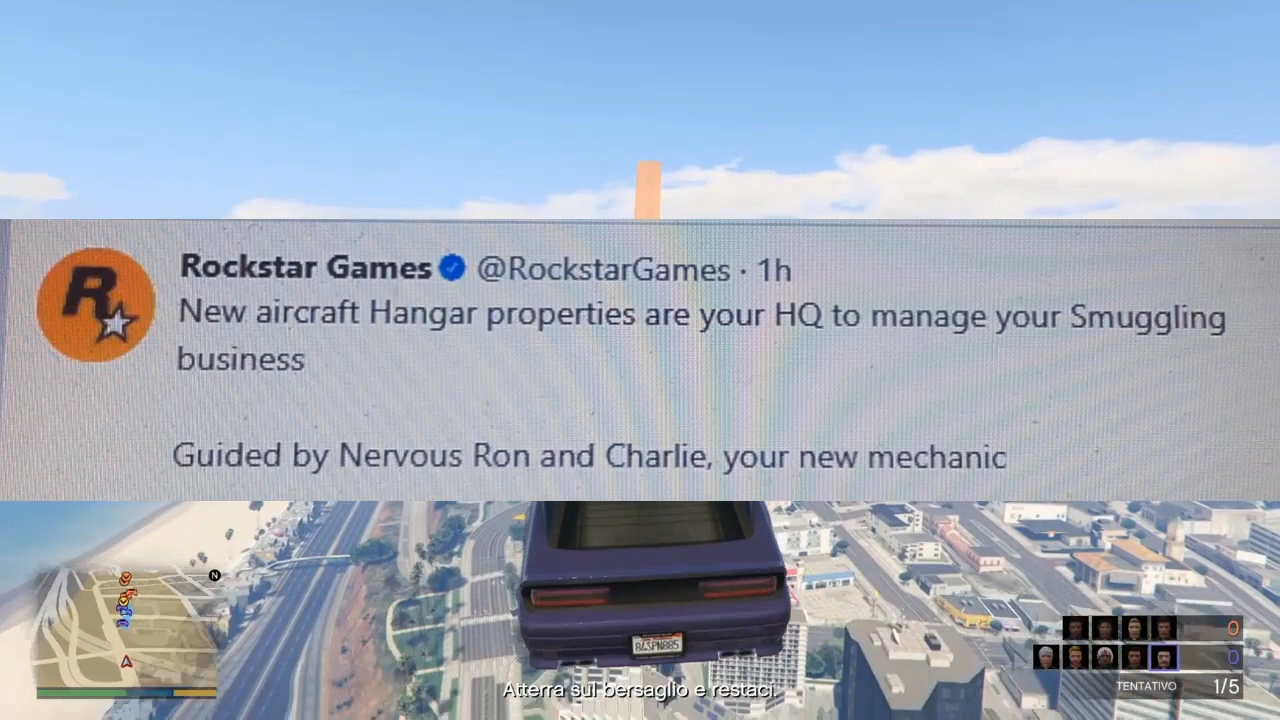 Rockstar Games @RockstarGames · 1h
New aircraft Hangar properties are your HQ to manage your Smuggling
business
Guided by Nervous Ron and Charlie, your new mechanic
N
Atterra sul bersaglio e restaci.
0
0
TENTATIVO 1/5